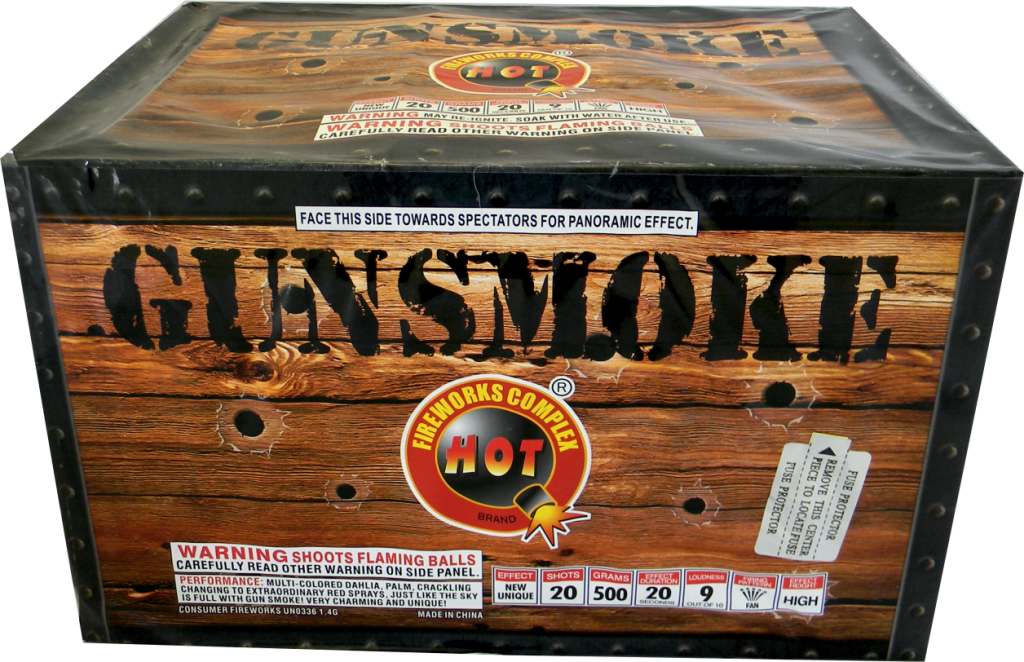 GUNSMOKE
FIREWORKS COMPLEX ®
HOT
NEW UNIQUE 20 500 20 9 HIGH
WARNING MAY RE-IGNITE. SOAK WITH WATER AFTER USE.
WARNING SHOOTS FLAMING BALLS
CAREFULLY READ OTHER WARNING ON SIDE PANEL
FACE THIS SIDE TOWARDS SPECTATORS FOR PANORAMIC EFFECT.
GUNSMOKE
FIREWORKS COMPLEX ®
HOT
BRAND
FUSE PROTECTOR
REMOVE THIS CENTER
PIECE TO LOCATE FUSE
FUSE PROTECTOR
WARNING SHOOTS FLAMING BALLS
CAREFULLY READ OTHER WARNING ON SIDE PANEL.
PERFORMANCE: MULTI-COLORED DAHLIA, PALM, CRACKLING
CHANGING TO EXTRAORDINARY RED SPRAYS, JUST LIKE THE SKY
IS FULL WITH GUN SMOKE! VERY CHARMING AND UNIQUE!
CONSUMER FIREWORKS UN0336 1.4G MADE IN CHINA
EFFECT NEW UNIQUE
SHOTS 20
GRAMS 500
EFFECT DURATION 20 SECONDS
LOUDNESS 9 OUT OF 10
FIRING PATTERN FAN
EFFECT HEIGHT HIGH